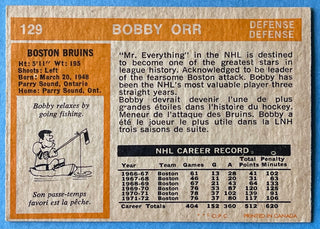 129
BOBBY ORR
DEFENSE
DEFENSE
BOSTON BRUINS
Ht: 5'11" Wt: 195
Shoots: Left
Born: March 20, 1948
Parry Sound, Ontario
Home: Parry Sound, Ont.
Bobby relaxes by
going fishing.
Son passe-temps
favori est la pêche.
"Mr. Everything" in the NHL is destined
to become one of the greatest stars in
league history. Acknowledged to be leader
of the fearsome Boston attack. Bobby has
been the NHL's most valuable player three
years in a row.
Bobby devrait devenir l'une des plus
grandes étoiles dans l'histoire du hockey.
Meneur de l'attaque des Bruins, Bobby fut
élu le joueur le plus utile dans la LNH
trois saisons de suite.
NHL CAREER RECORD
Year Team Games G A Total Points Penalty Minutes
1966-67 Boston 61 13 28 41 102
1967-68 Boston 46 11 20 31 63
1968-69 Boston 67 21 43 64 133
1969-70 Boston 76 33 87 120 125
1970-71 Boston 78 37 102 139 91
1971-72 Boston 76 37 80 117 106
Career Totals 404 152 360 512 620
PRINTED IN CANADA